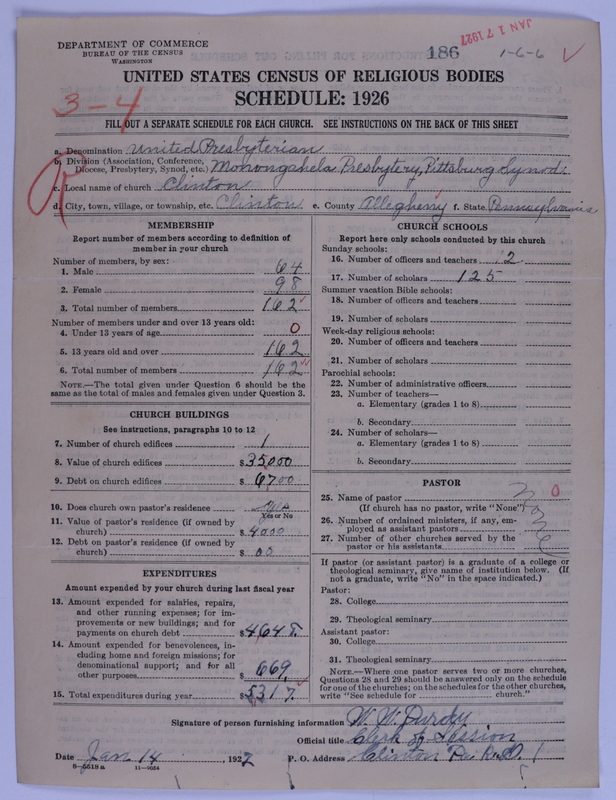 DEPARTMENT OF COMMERCE
BUREAU OF THE CENSUS
WASHINGTON
186
JAN 17 1927
1-6-6
UNITED STATES CENSUS OF RELIGIOUS BODIES
SCHEDULE: 1926
3-4
FILL OUT A SEPARATE SCHEDULE FOR EACH CHURCH. SEE INSTRUCTIONS ON THE BACK OF THIS SHEET
a. Denomination United Presbyterian
b. Division (Association, Conference, Diocese, Presbytery, Synod, etc.) Monongahela Presbytery, Pittsburg Synod.
c. Local name of church Clinton
d. City, town, village, or township, etc. Clinton e. County Allegheny f. State Pennsylvania
MEMBERSHIP
Report number of members according to definition of
member in your church
Number of members, by sex:
1. Male 64
2. Female 98
3. Total number of members 162
Number of members under and over 13 years old:
4. Under 13 years of age 0
5. 13 years old and over 162
6. Total number of members 162
NOTE.—The total given under Question 6 should be
same as the total of males and females given under Question 3.
CHURCH BUILDINGS
See instructions, paragraphs 10 to 12
7. Number of church edifices 1
8. Value of church edifices $35000
9. Debt on church edifices $6700
10. Does church own pastor's residence yes
Yes or No
11. Value of pastor's residence (if owned by
church) $4000
12. Debt on pastor's residence (if owned by
church) $00
EXPENDITURES
Amount expended by your church during last fiscal year
13. Amount expended for salaries, repairs,
and other running expenses; for im-
provements or new buildings; and for
payments on church debt $4648
14. Amount expended for benevolences, in-
cluding home and foreign missions; for
denominational support; and for all
other purposes $669
15. Total expenditures during year $5317
CHURCH SCHOOLS
Report here only schools conducted by this church
Sunday schools:
16. Number of officers and teachers 12
17. Number of scholars 125
Summer vacation Bible schools:
18. Number of officers and teachers
19. Number of scholars
Week-day religious schools:
20. Number of officers and teachers
21. Number of scholars
Parochial schools:
22. Number of administrative officers
23. Number of teachers—
a. Elementary (grades 1 to 8)
b. Secondary
24. Number of scholars—
a. Elementary (grades 1 to 8)
b. Secondary
PASTOR
25. Name of pastor None 0
(If church has no pastor, write "None")
26. Number of ordained ministers, if any, em-
ployed as assistant pastors
27. Number of other churches served by the
pastor or his assistants
If pastor (or assistant pastor) is a graduate of a college or
theological seminary, give name of institution below. (If
not a graduate, write "No" in the space indicated.)
Pastor:
28. College
29. Theological seminary
Assistant pastor:
30. College
31. Theological seminary
NOTE.—Where one pastor serves two or more churches,
Questions 28 and 29 should be answered only on the schedule
for one of the churches; on the schedules for the other churches,
write "See schedule for church."
Signature of person furnishing information W. W. Purdy
Official title Clerk of Session
Date Jan 14 1927 P. O. Address Clinton Pa. R.D. 1
8-5518a 11-9054